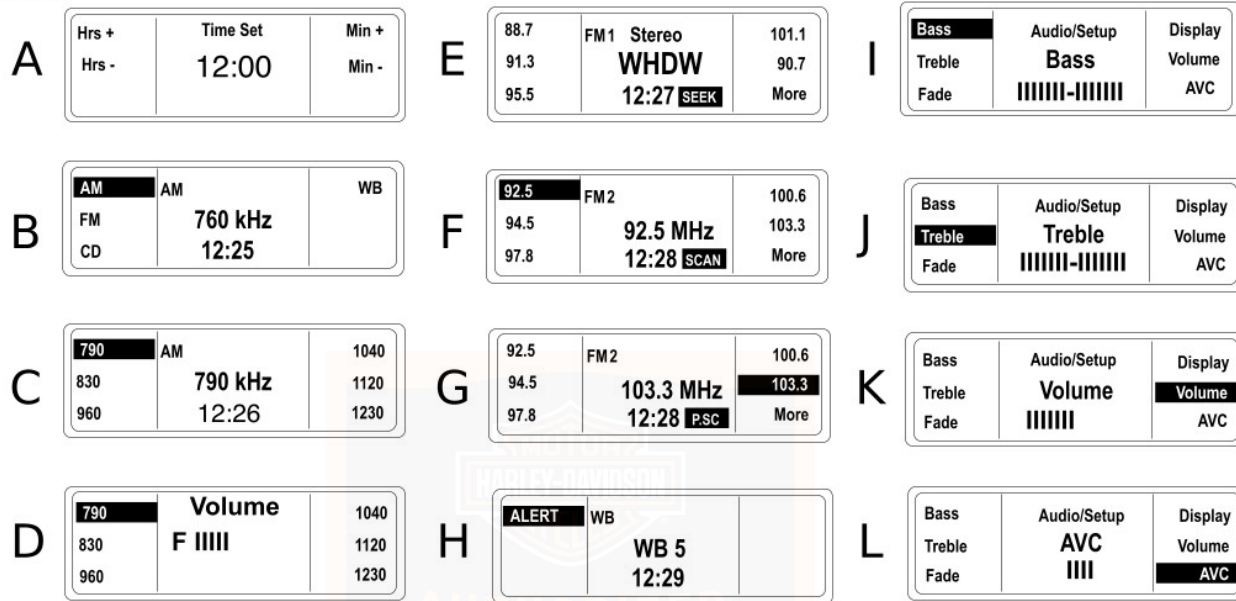 A
Hrs +
Hrs -
Time Set
12:00
Min +
Min -
B
AM
FM
CD
AM
760 kHz
12:25
WB
C
790
830
960
AM
790 kHz
12:26
1040
1120
1230
D
790
830
960
Volume
F IIIII
1040
1120
1230
E
88.7
91.3
95.5
FM1 Stereo
WHDW
12:27 SEEK
101.1
90.7
More
F
92.5
94.5
97.8
FM2
92.5 MHz
12:28 SCAN
100.6
103.3
More
G
92.5
94.5
97.8
FM2
103.3 MHz
12:28 P.SC
100.6
103.3
More
MOTOR
HARLEY-DAVIDSON
H
ALERT
WB
WB 5
12:29
I
Bass
Treble
Fade
Audio/Setup
Bass
IIIIIII-IIIIIII
Display
Volume
AVC
J
Bass
Treble
Fade
Audio/Setup
Treble
IIIIIII-IIIIIII
Display
Volume
AVC
K
Bass
Treble
Fade
Audio/Setup
Volume
IIIIIII
Display
Volume
AVC
L
Bass
Treble
Fade
Audio/Setup
AVC
IIII
Display
Volume
AVC